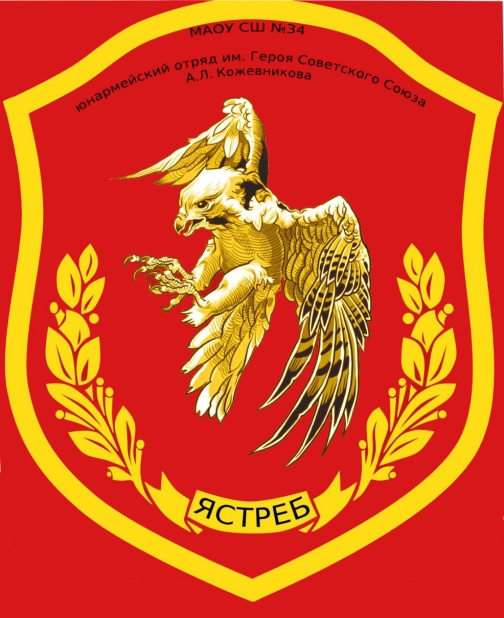 МАОУ СШ №34
юнармейский отряд им. Героя Советского Союза
А.Л. Кожевникова
ЯСТРЕБ